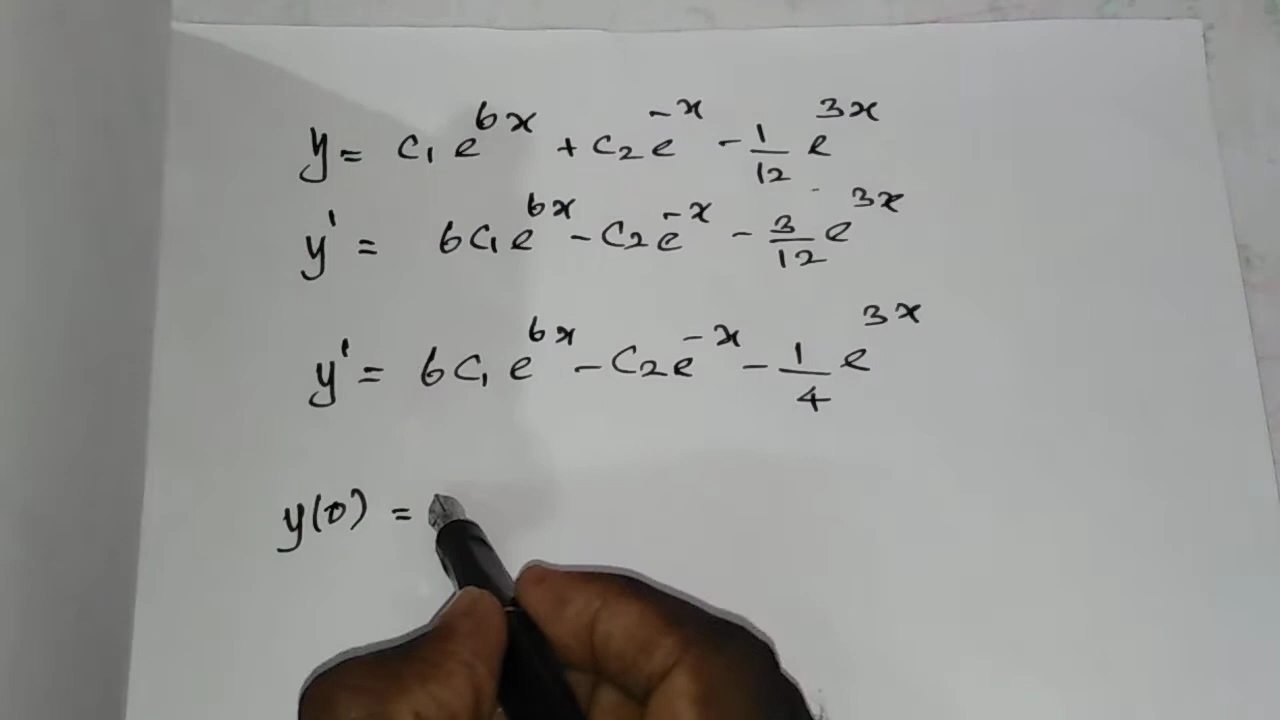 y = c₁e^{6x} + c₂e^{-x} - 1/12 e^{3x}
y' = 6c₁e^{6x} - c₂e^{-x} - 3/12 e^{3x}
y' = 6c₁e^{6x} - c₂e^{-x} - 1/4 e^{3x}
y(0) =